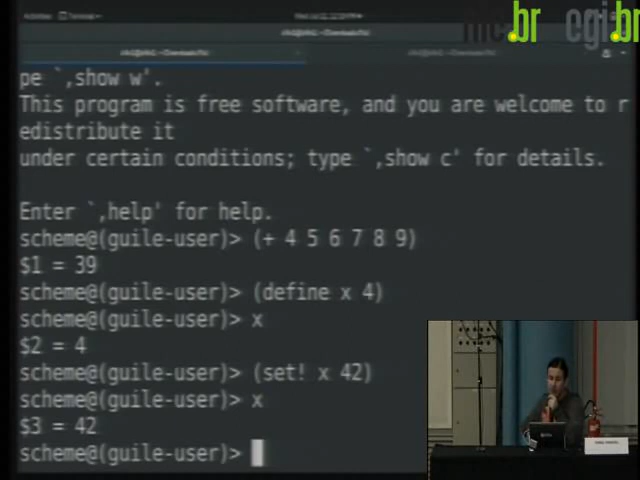 .br cgi.br
pe `,show w'.
This program is free software, and you are welcome to r
edistribute it
under certain conditions; type `,show c' for details.
Enter `,help' for help.
scheme@(guile-user)> (+ 4 5 6 7 8 9)
$1 = 39
scheme@(guile-user)> (define x 4)
scheme@(guile-user)> x
$2 = 4
scheme@(guile-user)> (set! x 42)
scheme@(guile-user)> x
$3 = 42
scheme@(guile-user)>